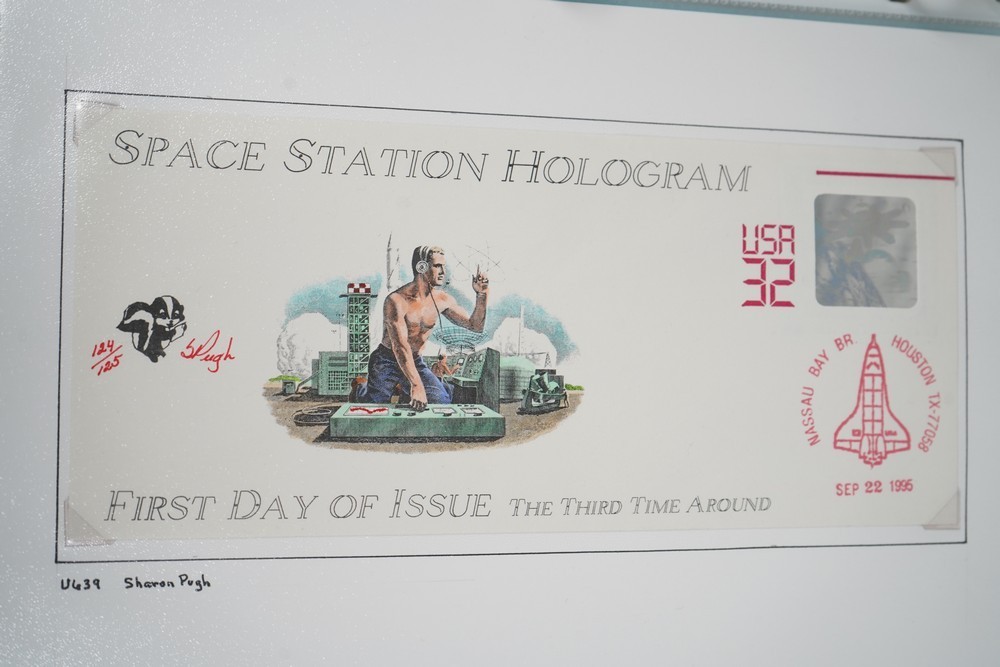 SPACE STATION HOLOGRAM
USA
32
124
125
SPugh
NASSAU BAY BR. HOUSTON TX-77058
SEP 22 1995
FIRST DAY OF ISSUE THE THIRD TIME AROUND
U639 Sharon Pugh